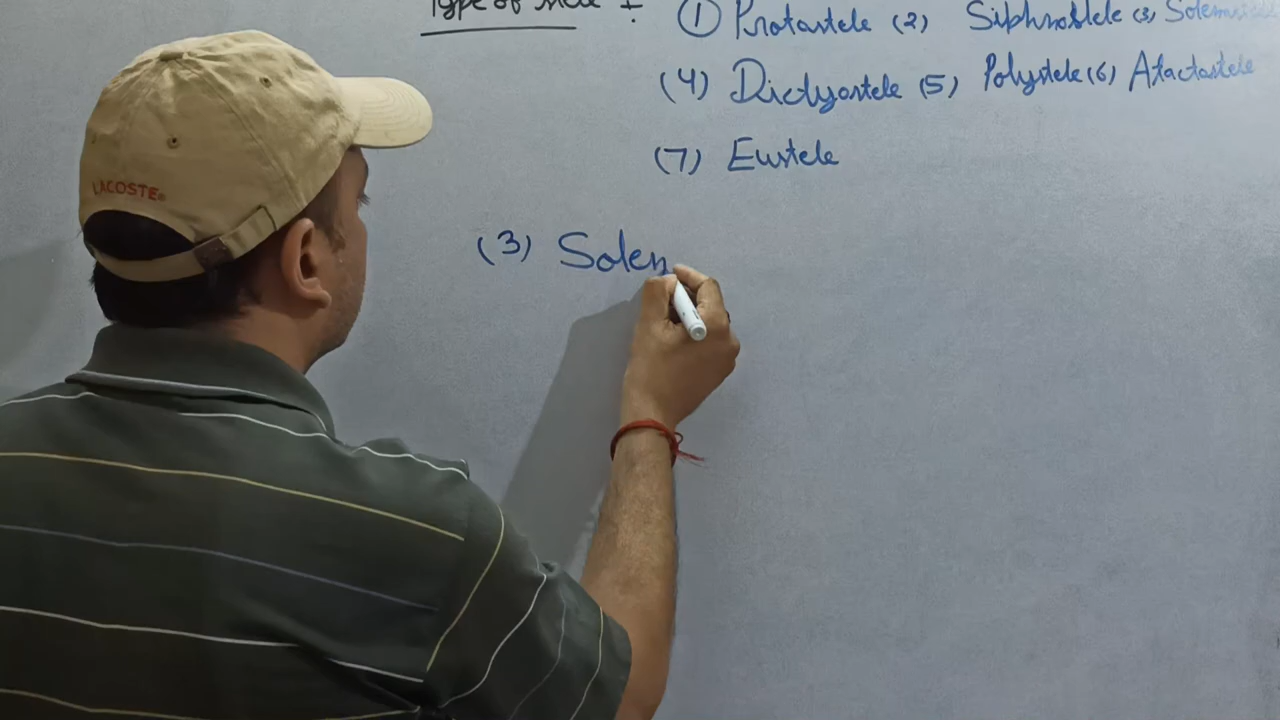 Type of stele :-
① Protostele (2) Siphnostele (3) Solenostele
(4) Dictyostele (5) Polystele (6) Atactostele
(7) Eustele
(3) Solen
LACOSTE®